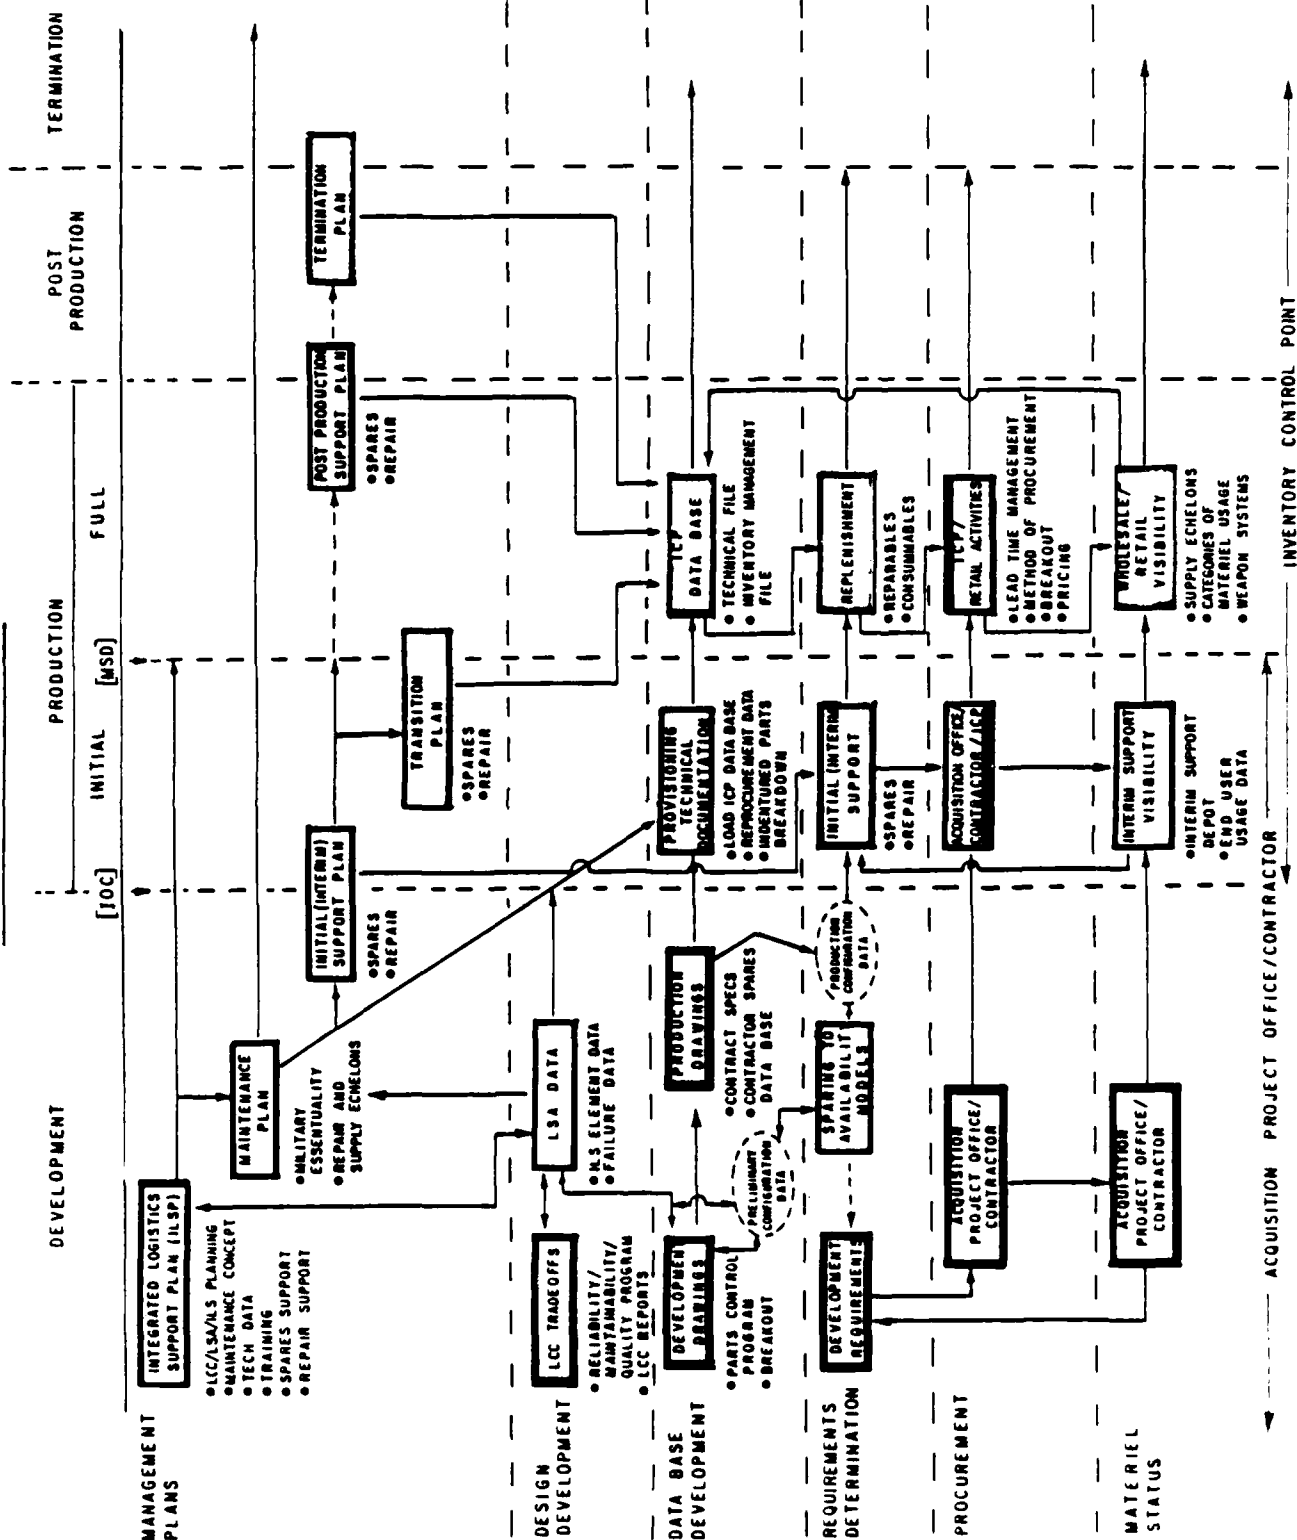 DEVELOPMENT
PRODUCTION
INITIAL
FULL
POST
PRODUCTION
TERMINATION
[IOC]
[MSD]
MANAGEMENT
PLANS
INTEGRATED LOGISTICS
SUPPORT PLAN (ILSP)
●LCC/LSA/ILS PLANNING
●MAINTENANCE CONCEPT
●TECH DATA
●TRAINING
●SPARES SUPPORT
●REPAIR SUPPORT
MAINTENANCE
PLAN
●MILITARY
ESSENTUALITY
●REPAIR AND
SUPPLY ECHELONS
INITIAL(INTERIM)
SUPPORT PLAN
●SPARES
●REPAIR
TRANSITION
PLAN
●SPARES
●REPAIR
POST PRODUCTION
SUPPORT PLAN
●SPARES
●REPAIR
TERMINATION
PLAN
DESIGN
DEVELOPMENT
LCC TRADEOFFS
●RELIABILITY/
MAINTAINABILITY/
QUALITY PROGRAM
●LCC REPORTS
LSA DATA
●ILS ELEMENT DATA
●FAILURE DATA
DATA BASE
DEVELOPMENT
DEVELOPMENT
DRAWINGS
●PARTS CONTROL
PROGRAM
●BREAKOUT
PRELIMINARY
CONFIGURATION
DATA
PRODUCTION
DRAWINGS
●CONTRACT SPECS
●CONTRACTOR SPARES
DATA BASE
PROVISIONING
TECHNICAL
DOCUMENTATION
●LOAD ICP DATA BASE
●REPROCUREMENT DATA
●INDENTURED PARTS
BREAKDOWN
ICP
DATA BASE
●TECHNICAL FILE
●INVENTORY MANAGEMENT
FILE
REQUIREMENTS
DETERMINATION
DEVELOPMENT
REQUIREMENTS
SPARING TO
AVAILABILITY
MODELS
PRODUCTION
CONFIGURATION
DATA
INITIAL (INTERIM)
SUPPORT
●SPARES
●REPAIR
REPLENISHMENT
●REPARABLES
●CONSUMMABLES
PROCUREMENT
ACQUISITION
PROJECT OFFICE/
CONTRACTOR
ACQUISITION OFFICE/
CONTRACTOR/ICP
ICP/
RETAIL ACTIVITIES
●LEAD TIME MANAGEMENT
●METHOD OF PROCUREMENT
●BREAKOUT
●PRICING
MATERIEL
STATUS
ACQUISITION
PROJECT OFFICE/
CONTRACTOR
INTERIM SUPPORT
VISIBILITY
●INTERIM SUPPORT
DEPOT
●END USER
USAGE DATA
WHOLESALE/
RETAIL
VISIBILITY
●SUPPLY ECHELONS
●CATEGORIES OF
MATERIEL USAGE
●WEAPON SYSTEMS
ACQUISITION PROJECT OFFICE/CONTRACTOR
INVENTORY CONTROL POINT